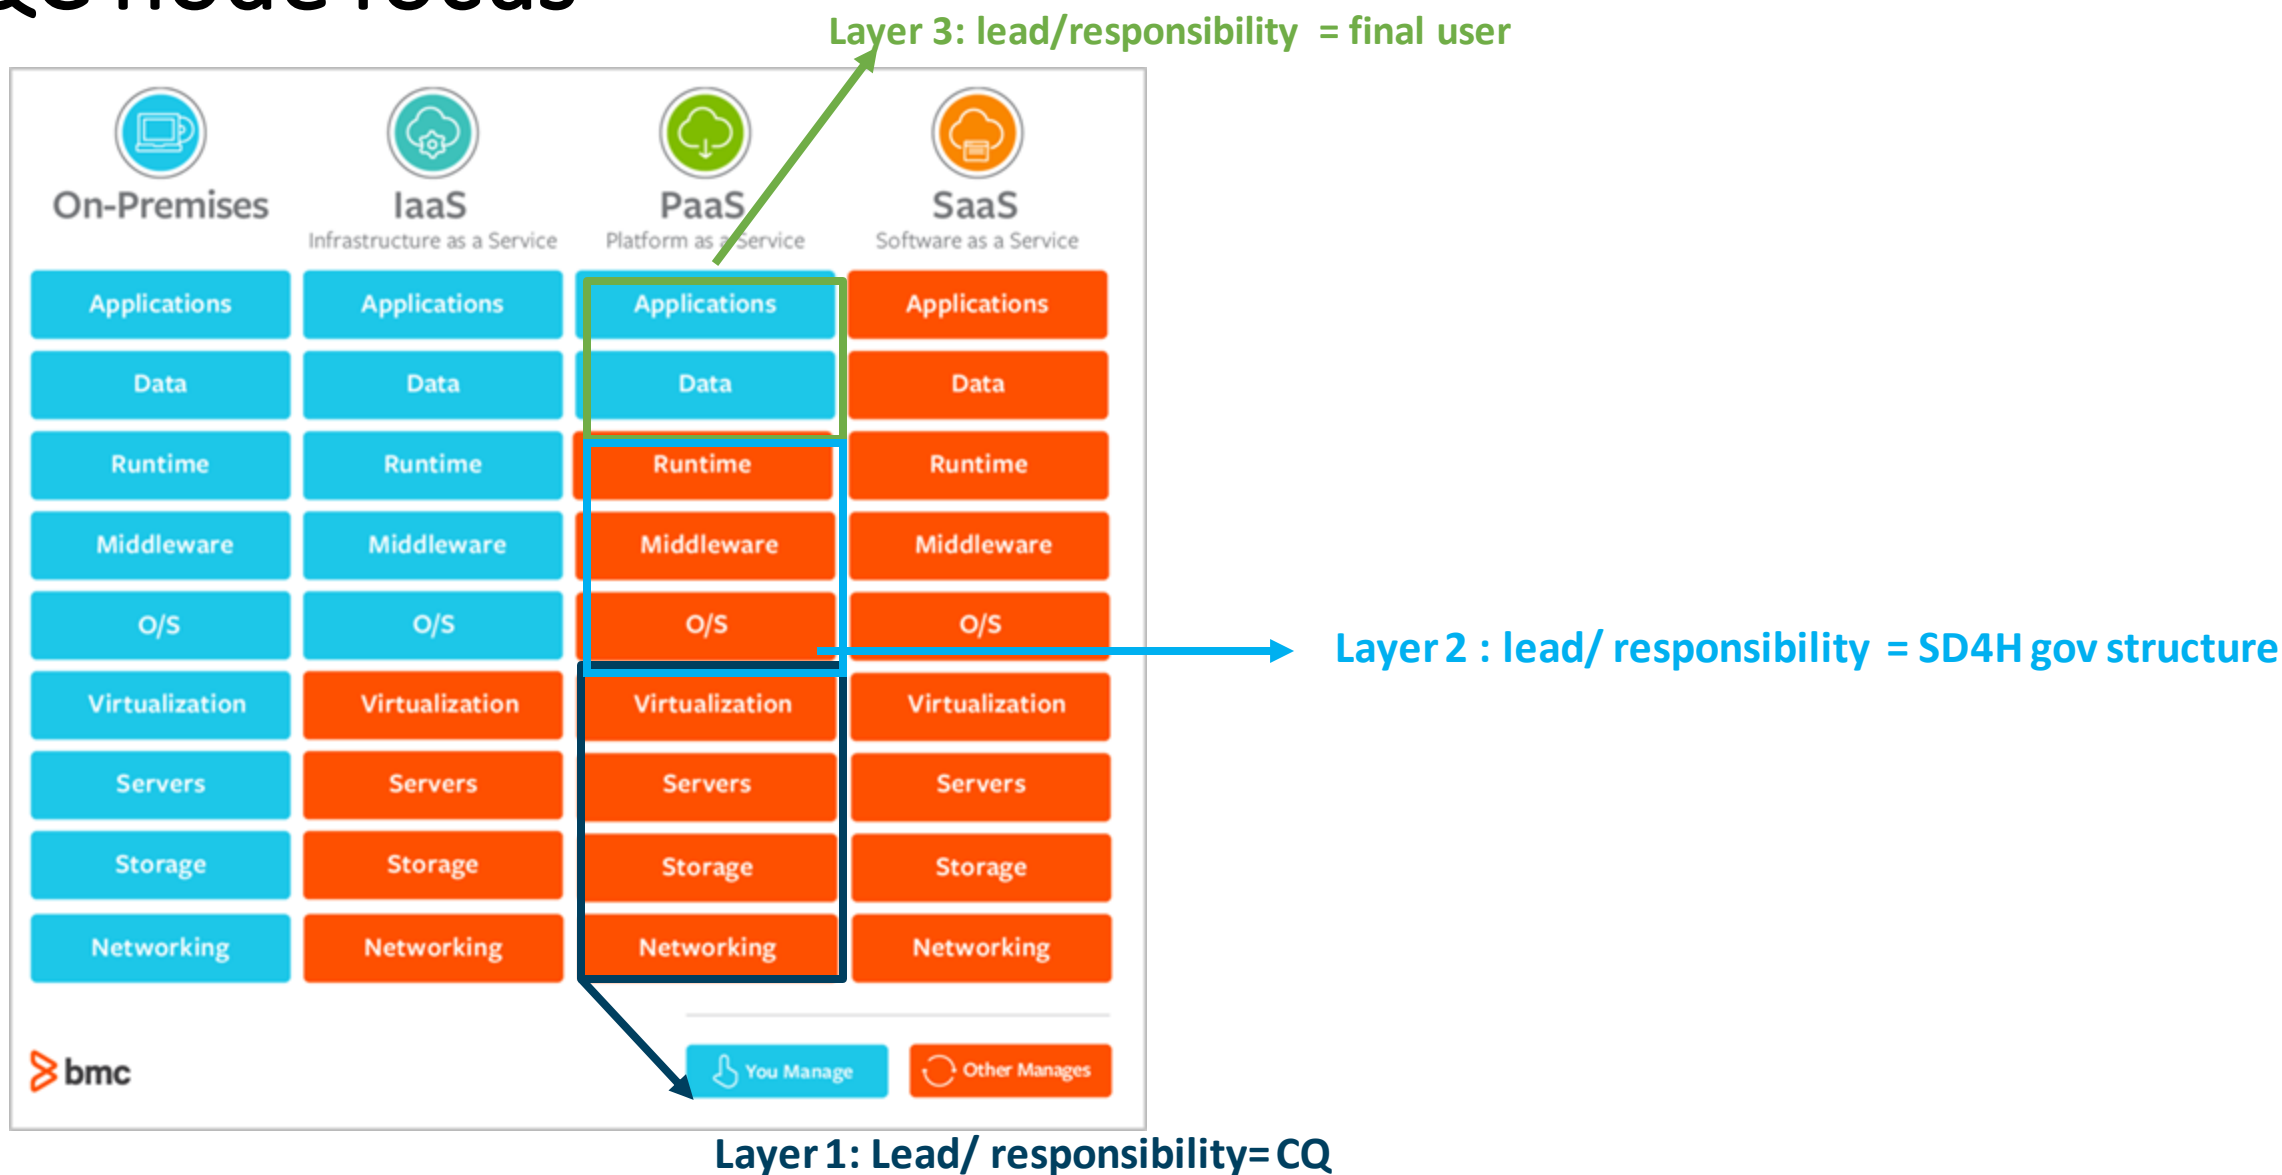 QC node focus
Layer 3: lead/responsibility = final user
On-Premises
IaaS
Infrastructure as a Service
PaaS
Platform as a Service
SaaS
Software as a Service
Applications Applications Applications Applications
Data Data Data Data
Runtime Runtime Runtime Runtime
Middleware Middleware Middleware Middleware
O/S O/S O/S O/S
Layer 2 : lead/ responsibility = SD4H gov structure
Virtualization Virtualization Virtualization Virtualization
Servers Servers Servers Servers
Storage Storage Storage Storage
Networking Networking Networking Networking
bmc
You Manage
Other Manages
Layer 1: Lead/ responsibility= CQ